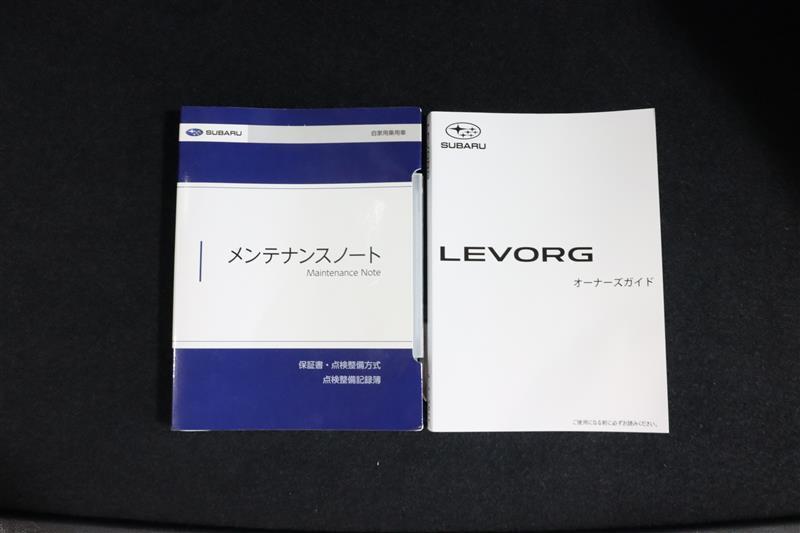 SUBARU
自家用乗用車
メンテナンスノート
Maintenance Note
保証書・点検整備方式
点検整備記録簿
SUBARU
LEVORG
オーナーズガイド
ご使用になる前に必ずお読みください。